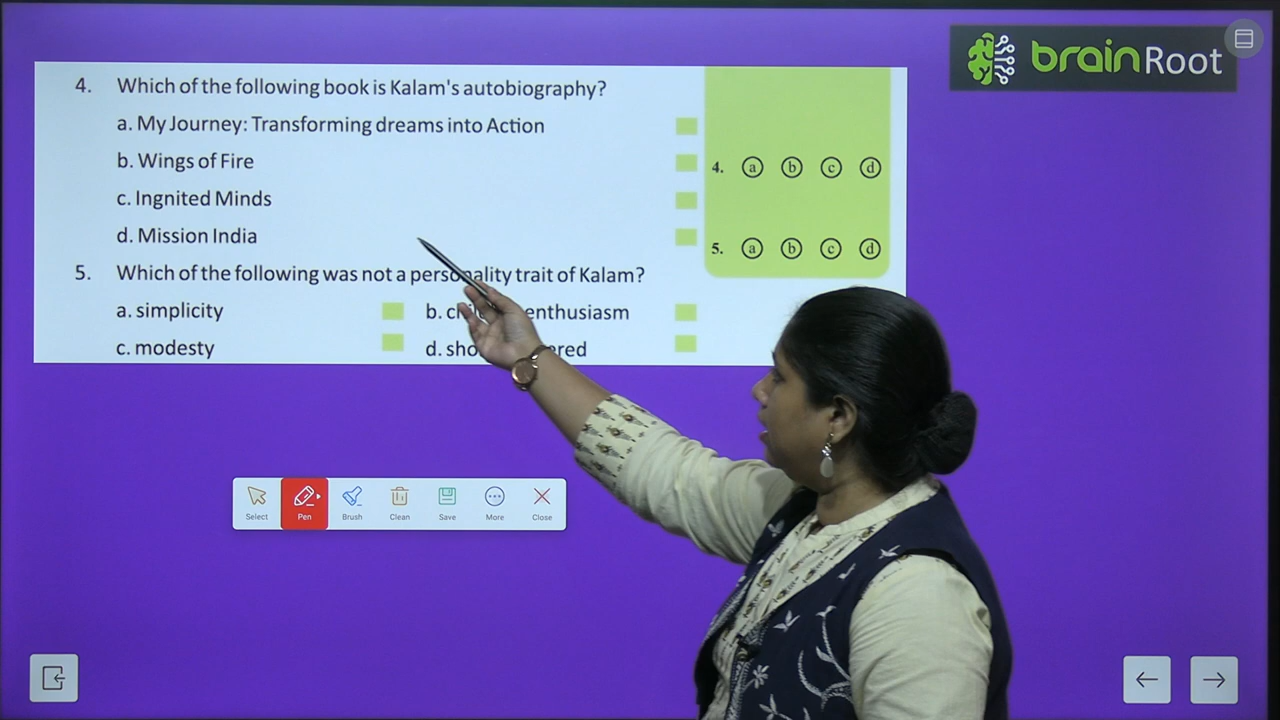 brainRoot
4. Which of the following book is Kalam's autobiography?
a. My Journey: Transforming dreams into Action
b. Wings of Fire
c. Ingnited Minds
d. Mission India
4. a b c d
5. a b c d
5. Which of the following was not a personality trait of Kalam?
a. simplicity
b. enthusiasm
c. modesty
d.
Select
Pen
Brush
Clean
Save
More
Close